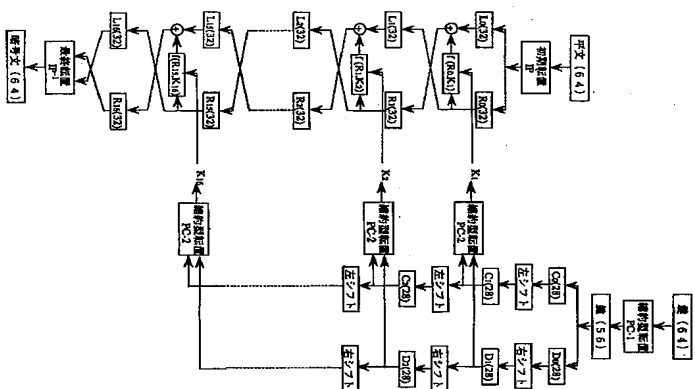 平文(64)
初期転置
IP
L0(32)
R0(32)
f(R0,K1)
+
L1(32)
R1(32)
f(R1,K2)
+
L2(32)
R2(32)
L15(32)
R15(32)
f(R15,K16)
+
L16(32)
R16(32)
最終転置
IP-1
暗号文(64)
K1
K2
K16
縮約型転置
PC-2
縮約型転置
PC-2
縮約型転置
PC-2
鍵(64)
縮約型転置
PC-1
鍵(56)
C0(28)
D0(28)
左シフト
右シフト
C1(28)
D1(28)
左シフト
右シフト
C2(28)
D2(28)
左シフト
右シフト